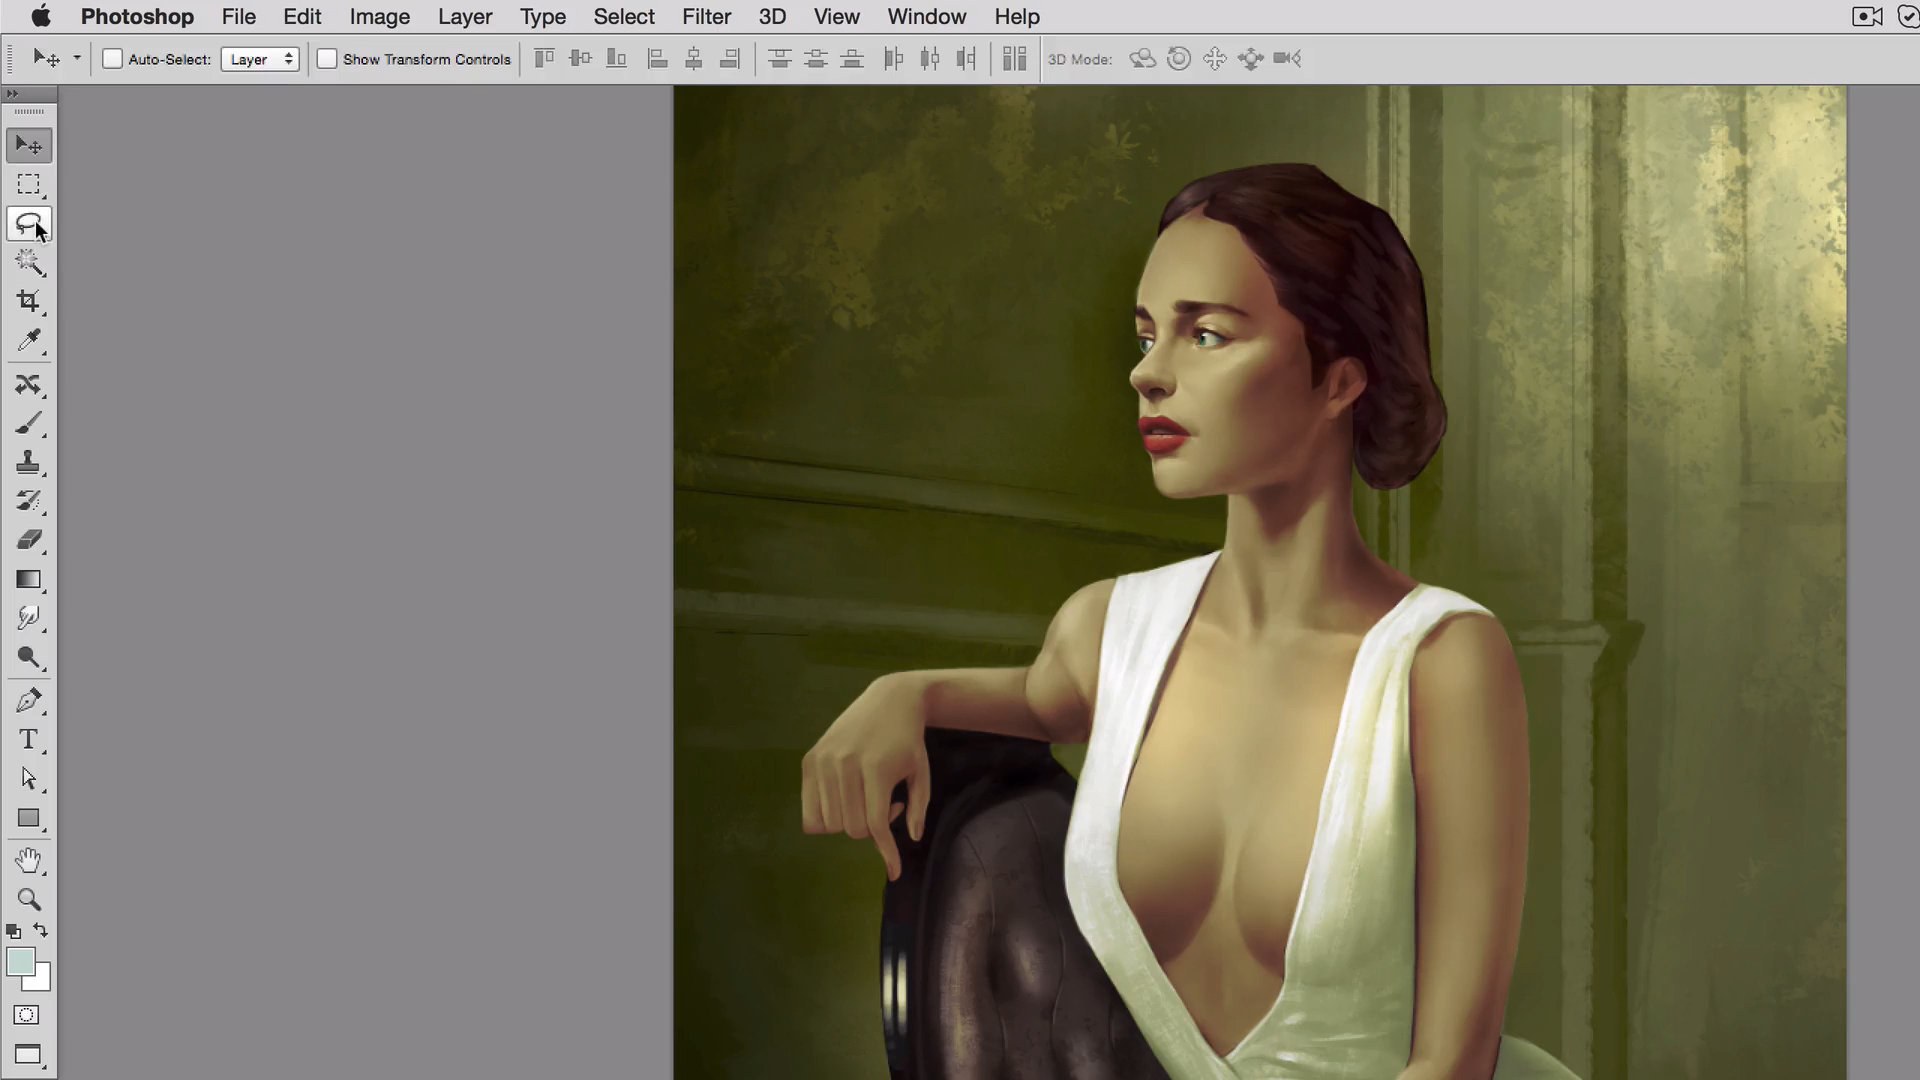 Photoshop File Edit Image Layer Type Select Filter 3D View Window Help
Auto-Select: Layer Show Transform Controls 3D Mode:
T